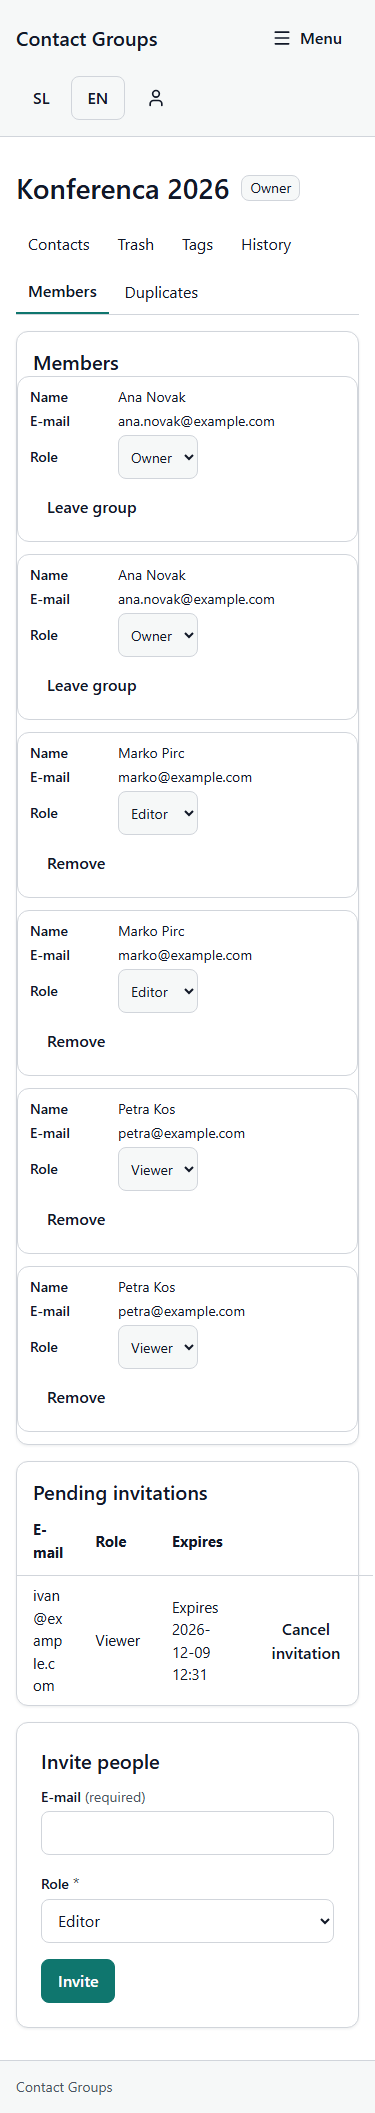 Contact Groups
Menu
SL EN
Konferenca 2026 Owner
Contacts Trash Tags History
Members Duplicates
Members
Name Ana Novak
E-mail ana.novak@example.com
Role Owner
Leave group
Name Ana Novak
E-mail ana.novak@example.com
Role Owner
Leave group
Name Marko Pirc
E-mail marko@example.com
Role Editor
Remove
Name Marko Pirc
E-mail marko@example.com
Role Editor
Remove
Name Petra Kos
E-mail petra@example.com
Role Viewer
Remove
Name Petra Kos
E-mail petra@example.com
Role Viewer
Remove
Pending invitations
E-
mail
Role
Expires
ivan
@ex
amp
le.c
om
Viewer
Expires
2026-
12-09
12:31
Cancel
invitation
Invite people
E-mail (required)
Role *
Editor
Invite
Contact Groups